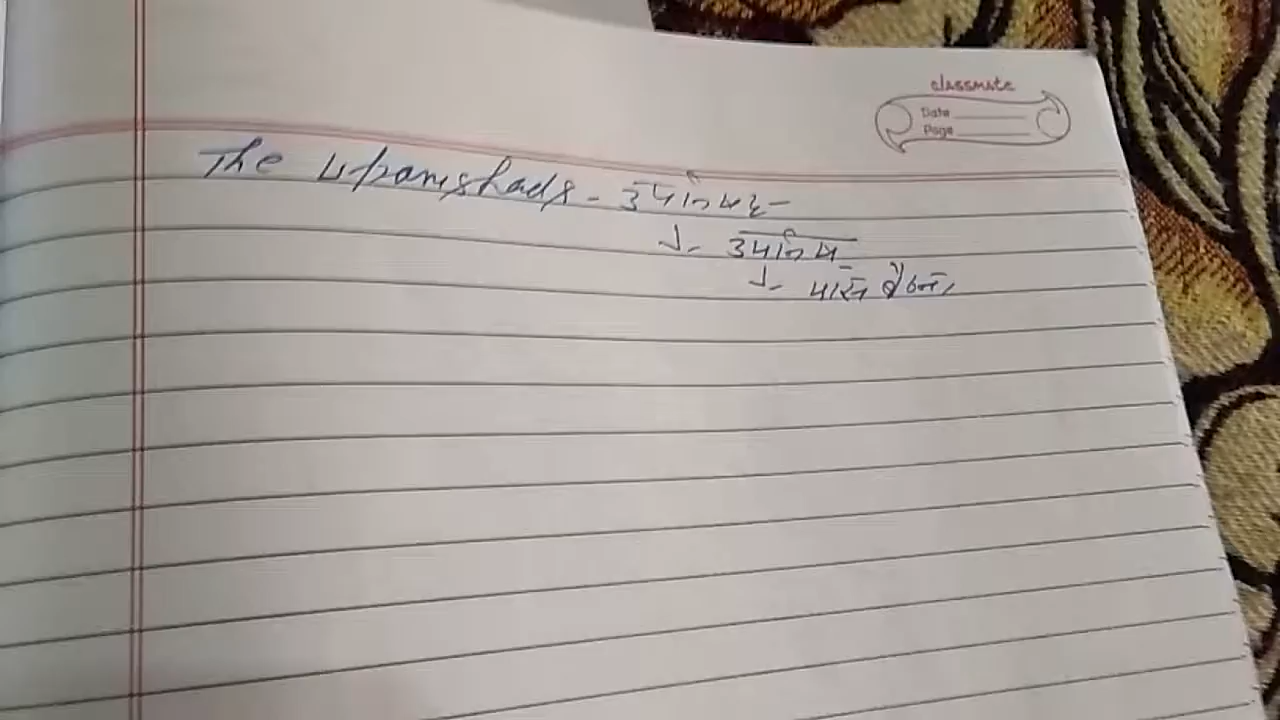 classmate
Date
Page
The Upanishads - उपनिषद
↓- उपनिष
↓- पास बैठना